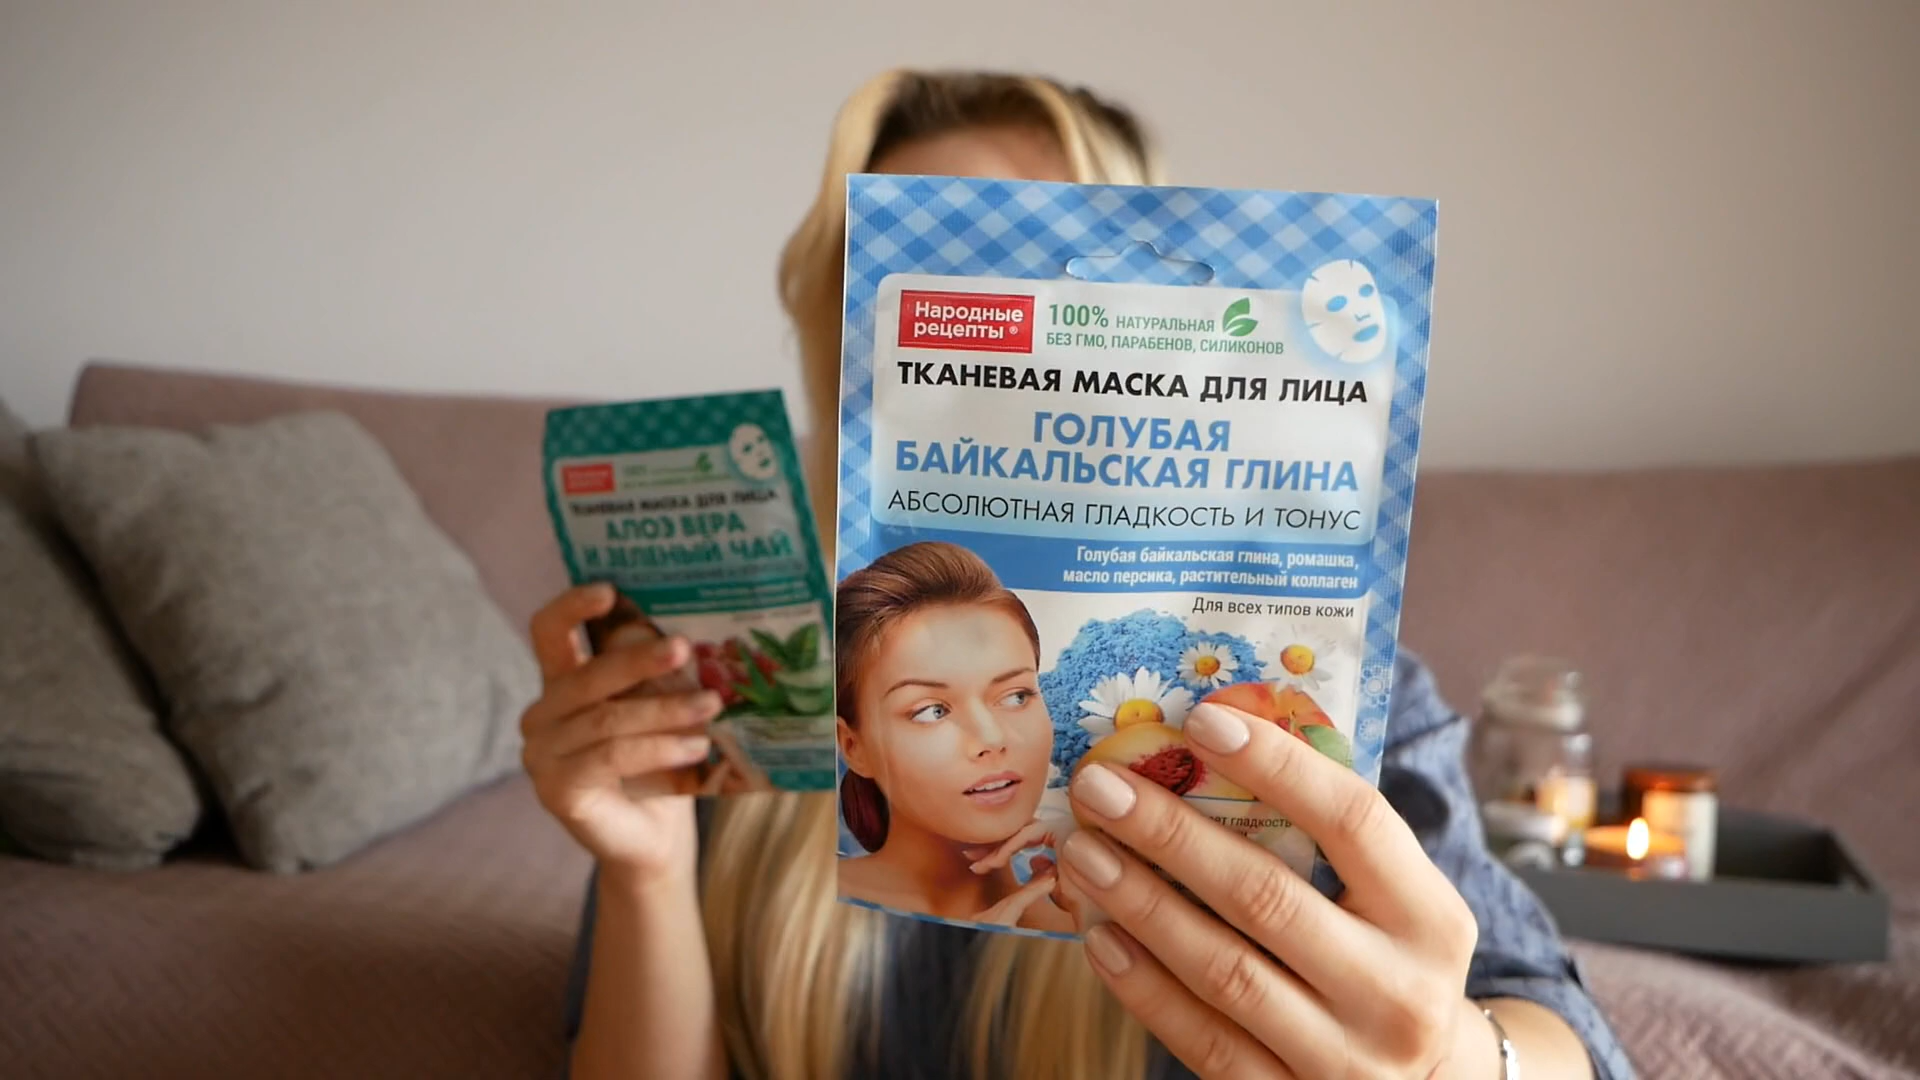 Народные
рецепты ®
100% НАТУРАЛЬНАЯ
БЕЗ ГМО, ПАРАБЕНОВ, СИЛИКОНОВ
ТКАНЕВАЯ МАСКА ДЛЯ ЛИЦА
ГОЛУБАЯ
БАЙКАЛЬСКАЯ ГЛИНА
АБСОЛЮТНАЯ ГЛАДКОСТЬ И ТОНУС
Голубая байкальская глина, ромашка,
масло персика, растительный коллаген
Для всех типов кожи
гладкость
ТКАНЕВАЯ МАСКА ДЛЯ ЛИЦА
АЛОЭ ВЕРА
И ЗЕЛЕНЫЙ ЧАЙ